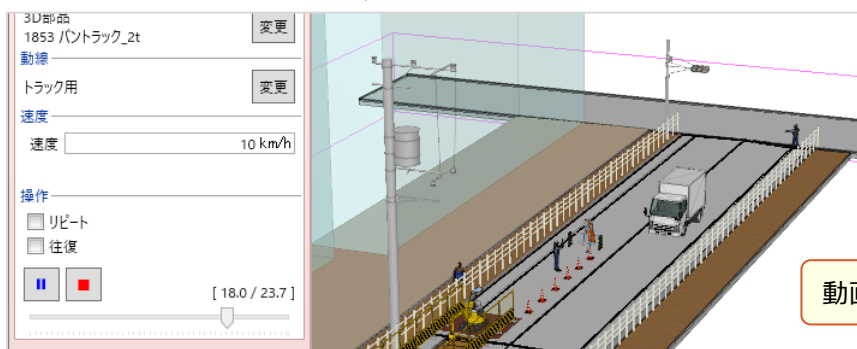 3D部品
1853 バントラック_2t
変更
動線
トラック用
変更
速度
速度
10 km/h
操作
リピート
往復
[ 18.0 / 23.7 ]
動画